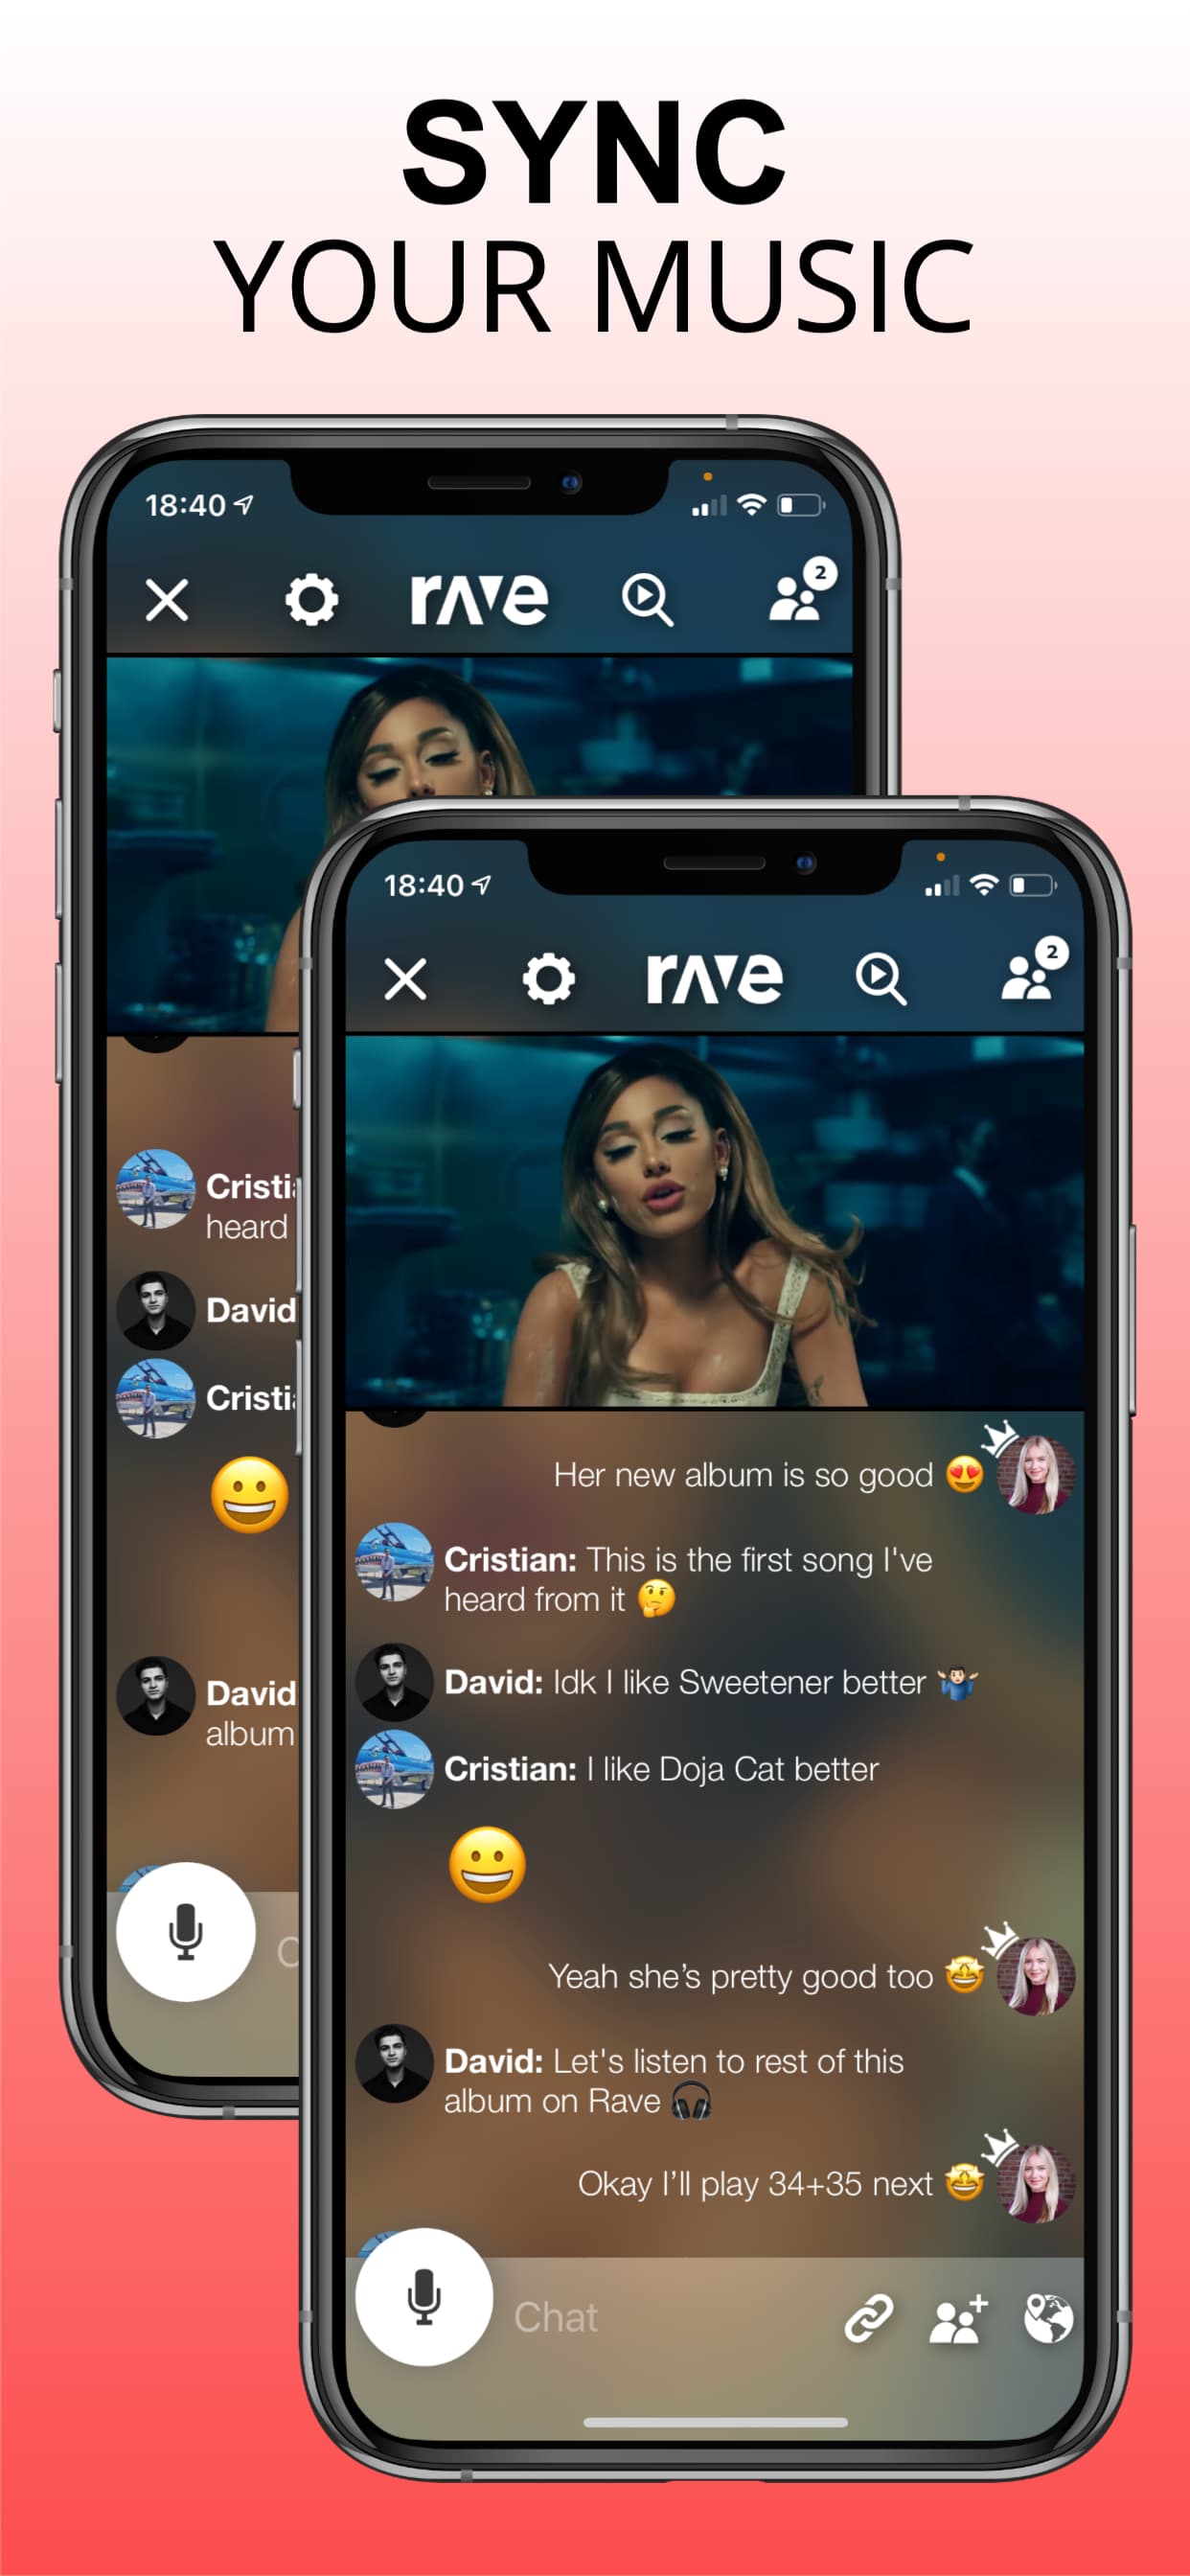 SYNC
YOUR MUSIC
18:40
rave
2
Cristi
heard
David
Cristi
David
album
C
18:40
rave
2
Her new album is so good 😍
Cristian: This is the first song I've
heard from it 🤔
David: Idk I like Sweetener better 🤷🏻‍♂️
Cristian: I like Doja Cat better
😀
Yeah she's pretty good too 🤩
David: Let's listen to rest of this
album on Rave 🎧
Okay I'll play 34+35 next 🤩
Chat